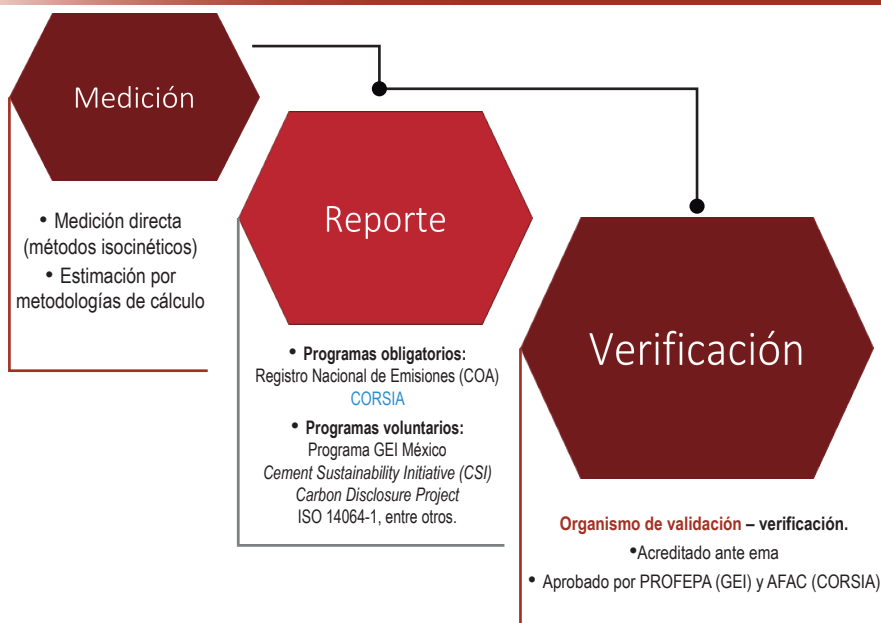 Medición
• Medición directa
(métodos isocinéticos)
• Estimación por
metodologías de cálculo
Reporte
• Programas obligatorios:
Registro Nacional de Emisiones (COA)
CORSIA
• Programas voluntarios:
Programa GEI México
Cement Sustainability Initiative (CSI)
Carbon Disclosure Project
ISO 14064-1, entre otros.
Verificación
Organismo de validación – verificación.
•Acreditado ante ema
• Aprobado por PROFEPA (GEI) y AFAC (CORSIA)